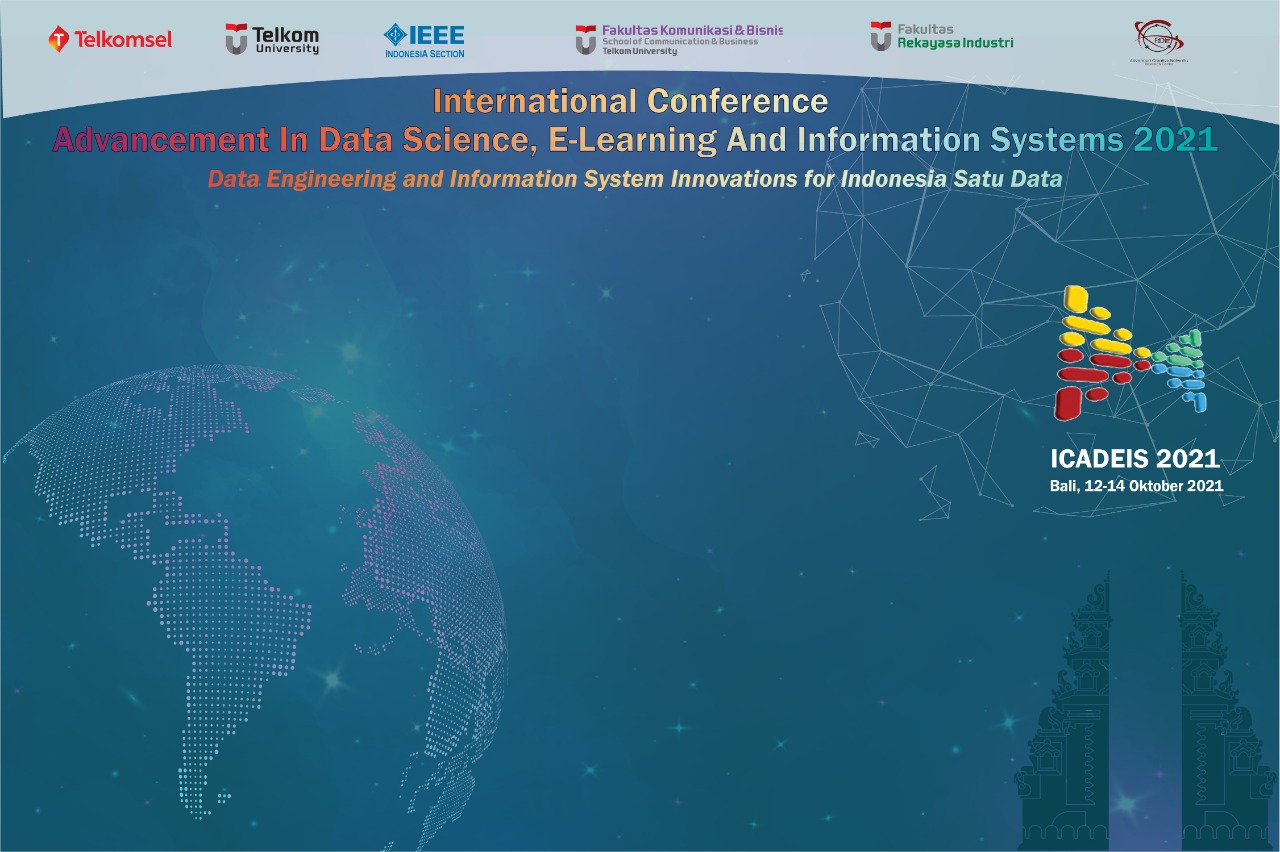 Telkomsel
Telkom
University
IEEE
INDONESIA SECTION
Fakultas Komunikasi & Bisnis
School of Communication & Business
Telkom University
Fakultas
Rekayasa Industri
International Conference
Advancement In Data Science, E-Learning And Information Systems 2021
Data Engineering and Information System Innovations for Indonesia Satu Data
ICADEIS 2021
Bali, 12-14 Oktober 2021